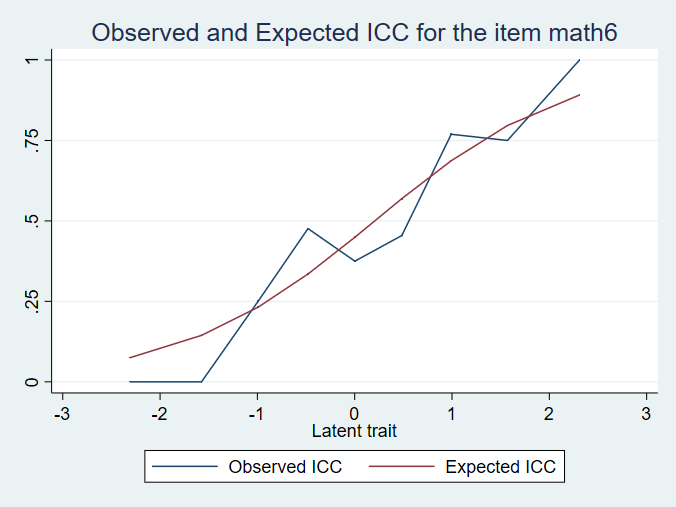 Observed and Expected ICC for the item math6
1
.75
.5
.25
0
-3 -2 -1 0 1 2 3
Latent trait
Observed ICC Expected ICC